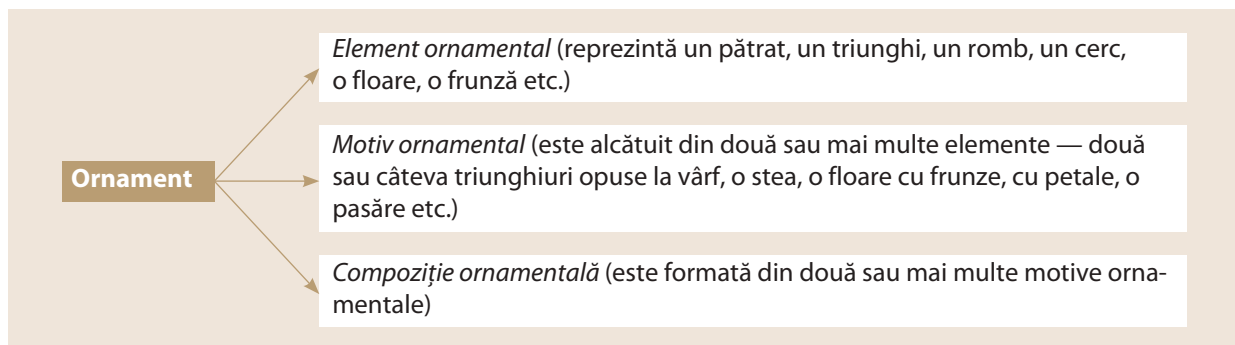 Element ornamental (reprezintă un pătrat, un triunghi, un romb, un cerc,
o floare, o frunză etc.)
Motiv ornamental (este alcătuit din două sau mai multe elemente — două
sau câteva triunghiuri opuse la vârf, o stea, o floare cu frunze, cu petale, o
pasăre etc.)
Ornament
Compoziție ornamentală (este formată din două sau mai multe motive orna-
mentale)